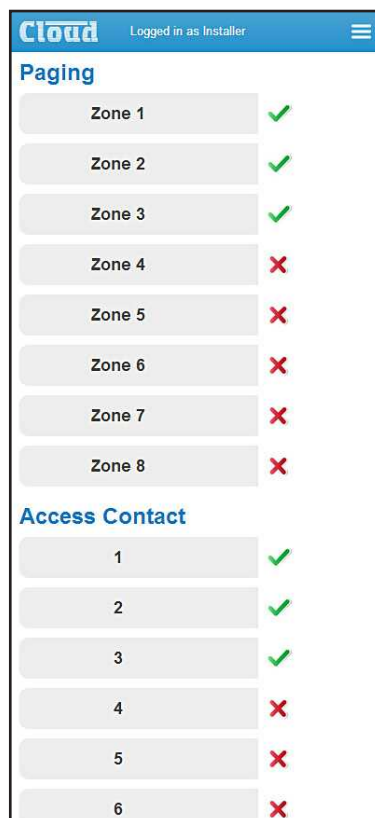 Cloud Logged in as Installer
Paging
Zone 1
Zone 2
Zone 3
Zone 4
Zone 5
Zone 6
Zone 7
Zone 8
Access Contact
1
2
3
4
5
6